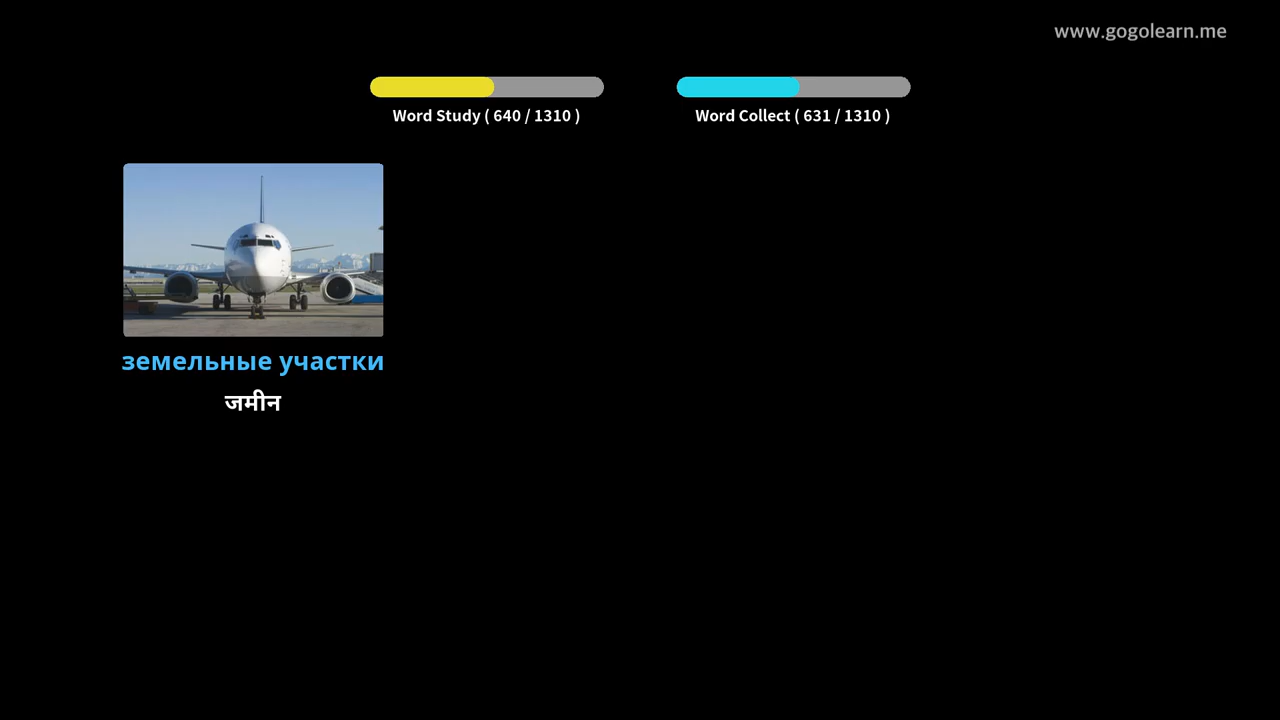 www.gogolearn.me
Word Study ( 640 / 1310 )
Word Collect ( 631 / 1310 )
земельные участки
जमीन